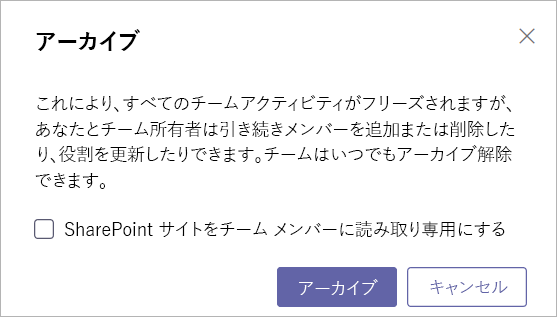 アーカイブ
これにより、すべてのチームアクティビティがフリーズされますが、
あなたとチーム所有者は引き続きメンバーを追加または削除した
り、役割を更新したりできます。チームはいつでもアーカイブ解除
できます。
SharePoint サイトをチーム メンバーに読み取り専用にする
アーカイブ
キャンセル